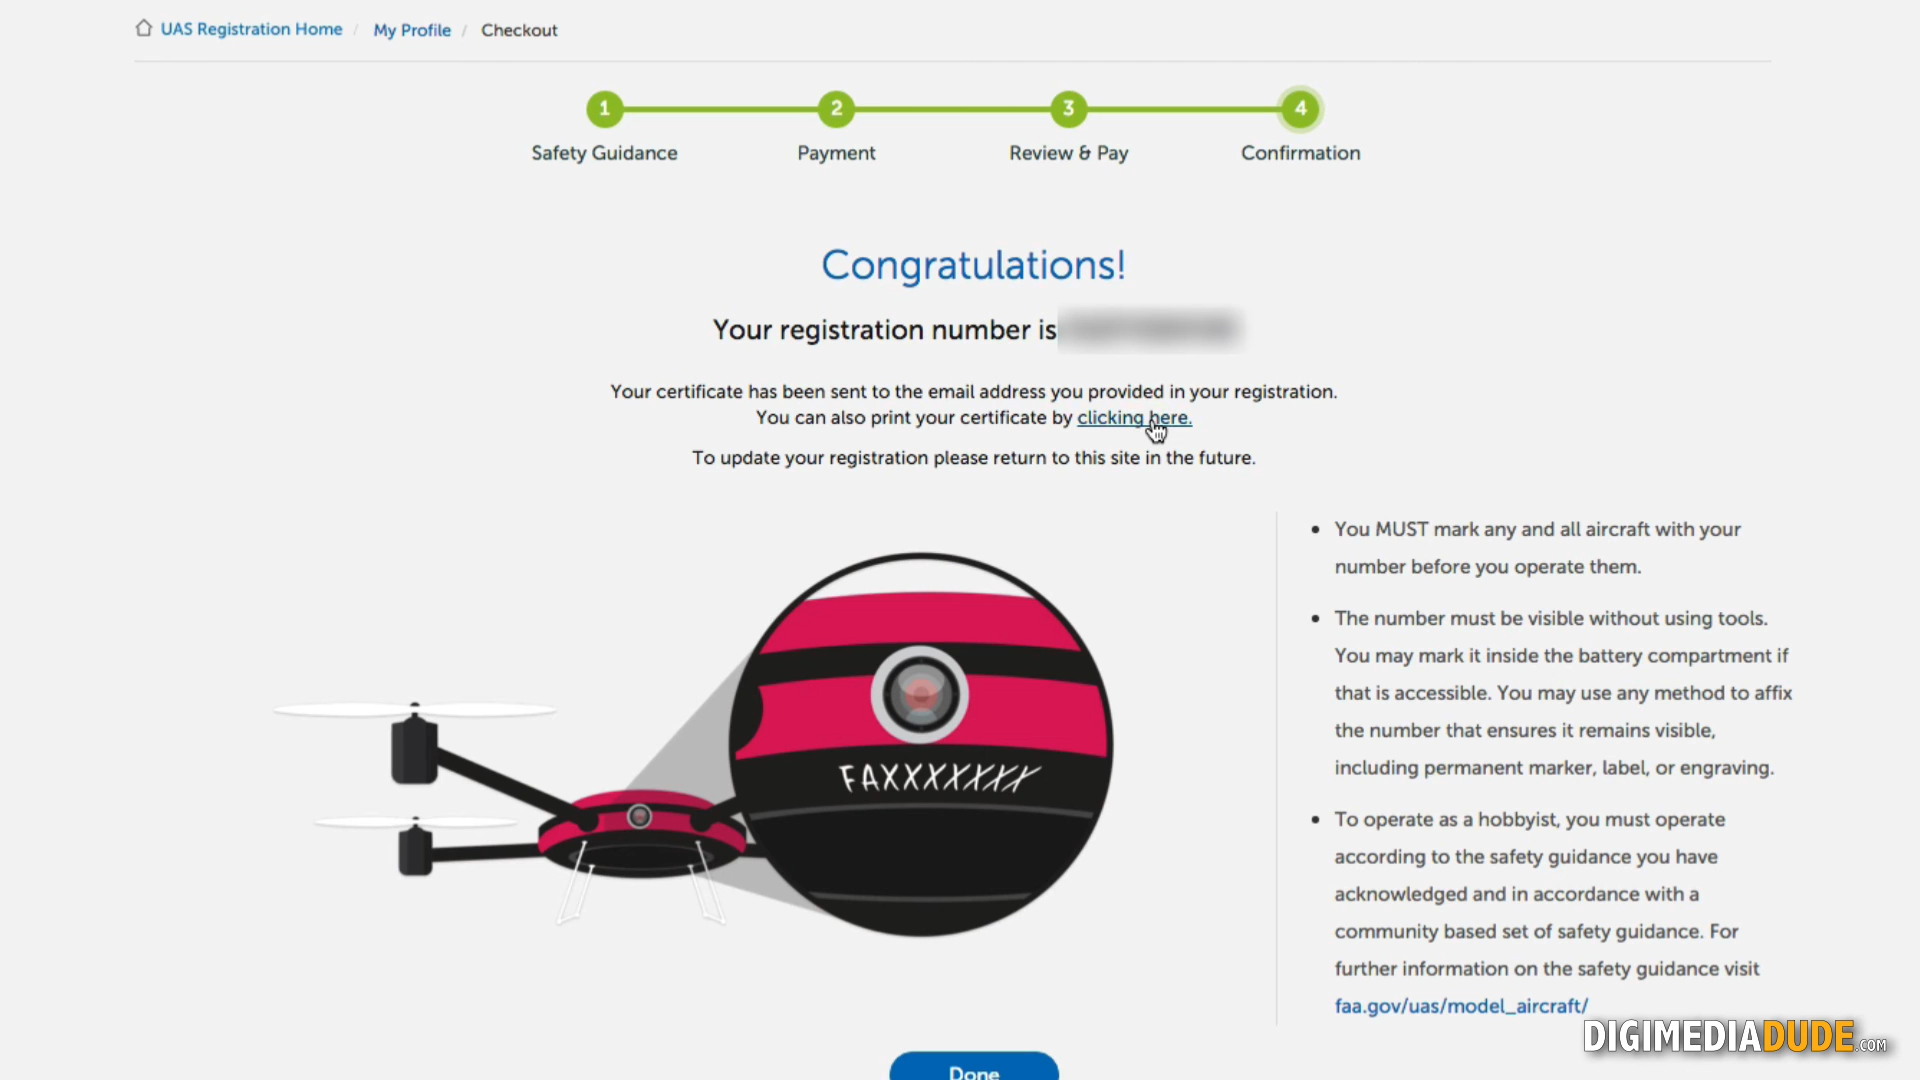 UAS Registration Home / My Profile / Checkout
1 2 3 4
Safety Guidance Payment Review & Pay Confirmation
Congratulations!
Your registration number is
Your certificate has been sent to the email address you provided in your registration.
You can also print your certificate by clicking here.
To update your registration please return to this site in the future.
FAXXXXXXX
• You MUST mark any and all aircraft with your
number before you operate them.
• The number must be visible without using tools.
You may mark it inside the battery compartment if
that is accessible. You may use any method to affix
the number that ensures it remains visible,
including permanent marker, label, or engraving.
• To operate as a hobbyist, you must operate
according to the safety guidance you have
acknowledged and in accordance with a
community based set of safety guidance. For
further information on the safety guidance visit
faa.gov/uas/model_aircraft/
Done
DIGIMEDIADUDE.COM